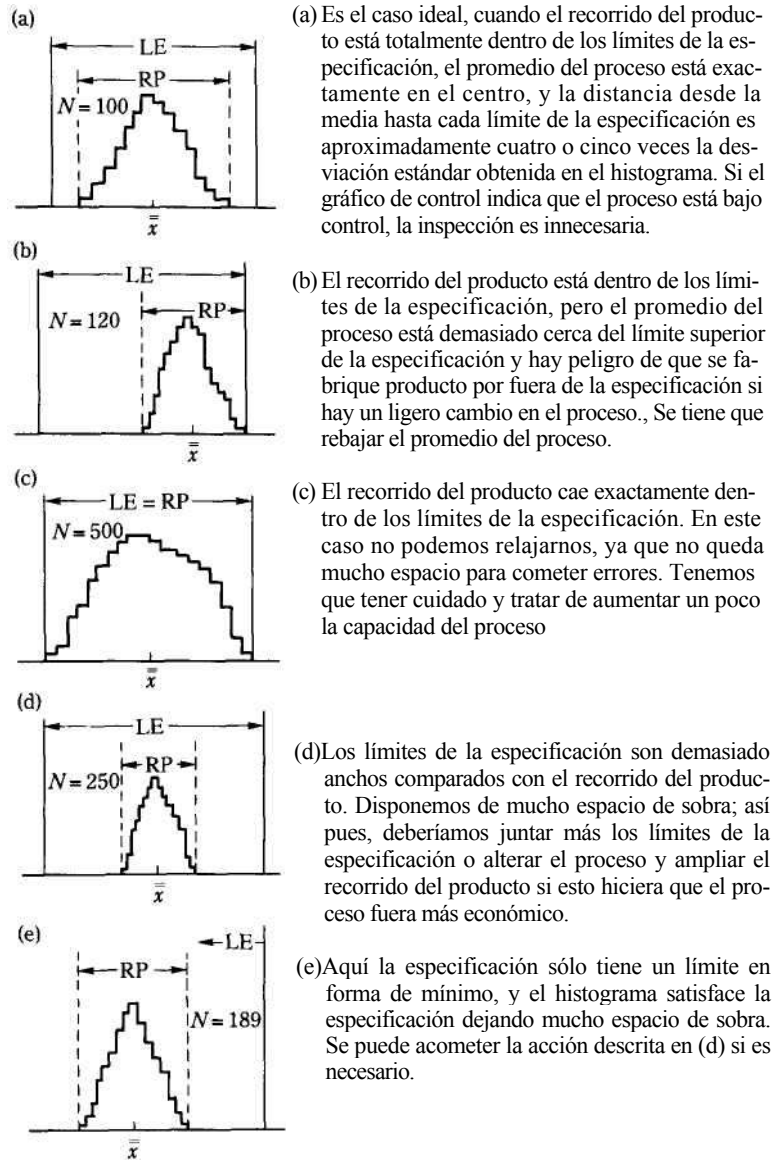 (a)
LE
RP
N = 100
x̿
(a) Es el caso ideal, cuando el recorrido del produc-
to está totalmente dentro de los límites de la es-
pecificación, el promedio del proceso está exac-
tamente en el centro, y la distancia desde la
media hasta cada límite de la especificación es
aproximadamente cuatro o cinco veces la des-
viación estándar obtenida en el histograma. Si el
gráfico de control indica que el proceso está bajo
control, la inspección es innecesaria.
(b)
LE
RP
N = 120
x̿
(b) El recorrido del producto está dentro de los lími-
tes de la especificación, pero el promedio del
proceso está demasiado cerca del límite superior
de la especificación y hay peligro de que se fa-
brique producto por fuera de la especificación si
hay un ligero cambio en el proceso., Se tiene que
rebajar el promedio del proceso.
(c)
LE = RP
N = 500
x̿
(c) El recorrido del producto cae exactamente den-
tro de los límites de la especificación. En este
caso no podemos relajarnos, ya que no queda
mucho espacio para cometer errores. Tenemos
que tener cuidado y tratar de aumentar un poco
la capacidad del proceso
(d)
LE
RP
N = 250
x̿
(d)Los límites de la especificación son demasiado
anchos comparados con el recorrido del produc-
to. Disponemos de mucho espacio de sobra; así
pues, deberíamos juntar más los límites de la
especificación o alterar el proceso y ampliar el
recorrido del producto si esto hiciera que el pro-
ceso fuera más económico.
(e)
LE
RP
N = 189
x̿
(e)Aquí la especificación sólo tiene un límite en
forma de mínimo, y el histograma satisface la
especificación dejando mucho espacio de sobra.
Se puede acometer la acción descrita en (d) si es
necesario.